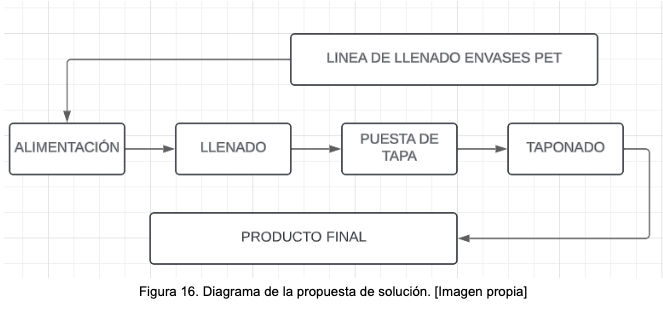 LINEA DE LLENADO ENVASES PET
ALIMENTACIÓN
LLENADO
PUESTA DE
TAPA
TAPONADO
PRODUCTO FINAL
Figura 16. Diagrama de la propuesta de solución. [Imagen propia]